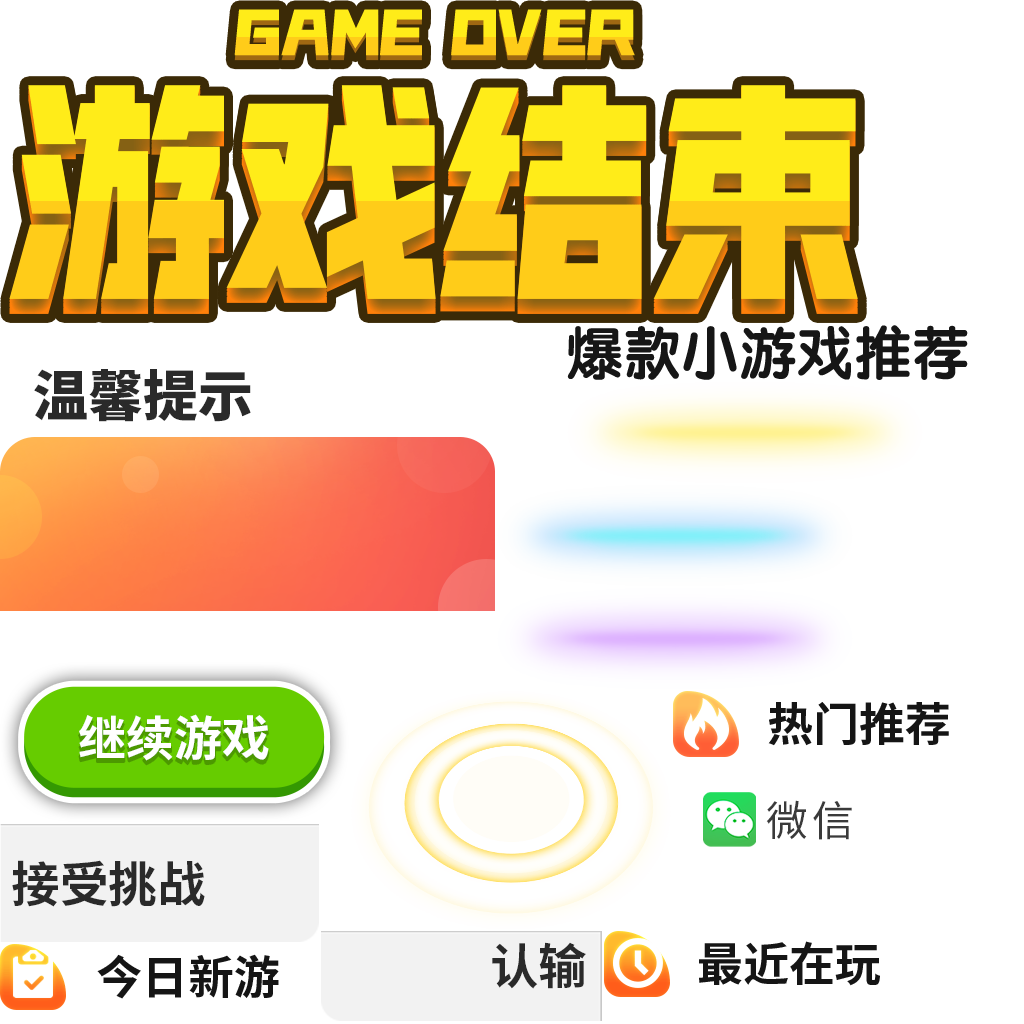 GAME OVER
游戏结束
爆款小游戏推荐
温馨提示
继续游戏
热门推荐
微信
接受挑战
认输
最近在玩
今日新游